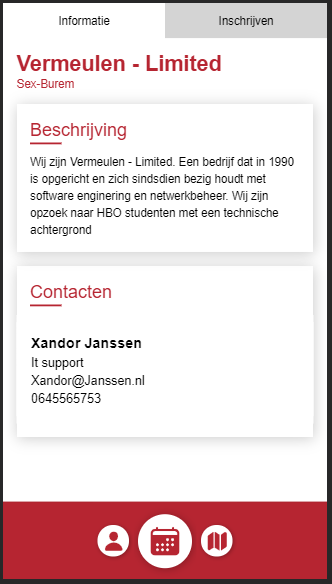 Informatie
Inschrijven
Vermeulen - Limited
Sex-Burem
Beschrijving
Wij zijn Vermeulen - Limited. Een bedrijf dat in 1990
is opgericht en zich sindsdien bezig houdt met
software enginering en netwerkbeheer. Wij zijn
opzoek naar HBO studenten met een technische
achtergrond
Contacten
Xandor Janssen
It support
Xandor@Janssen.nl
0645565753